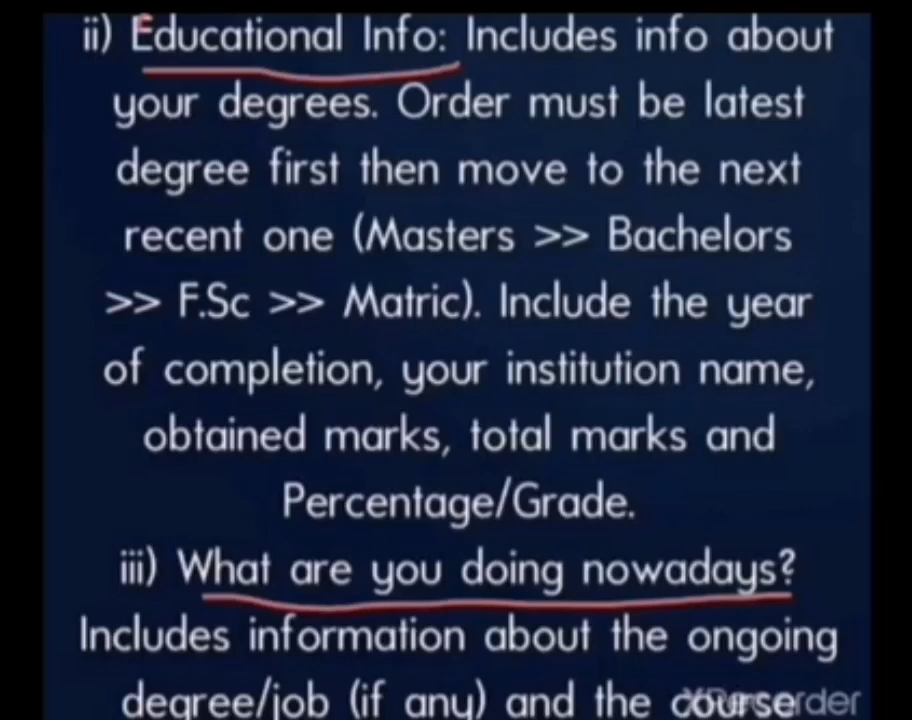 ii) Educational Info: Includes info about
your degrees. Order must be latest
degree first then move to the next
recent one (Masters >> Bachelors
>> F.Sc >> Matric). Include the year
of completion, your institution name,
obtained marks, total marks and
Percentage/Grade.
iii) What are you doing nowadays?
Includes information about the ongoing
degree/job (if any) and the course
XRecorder